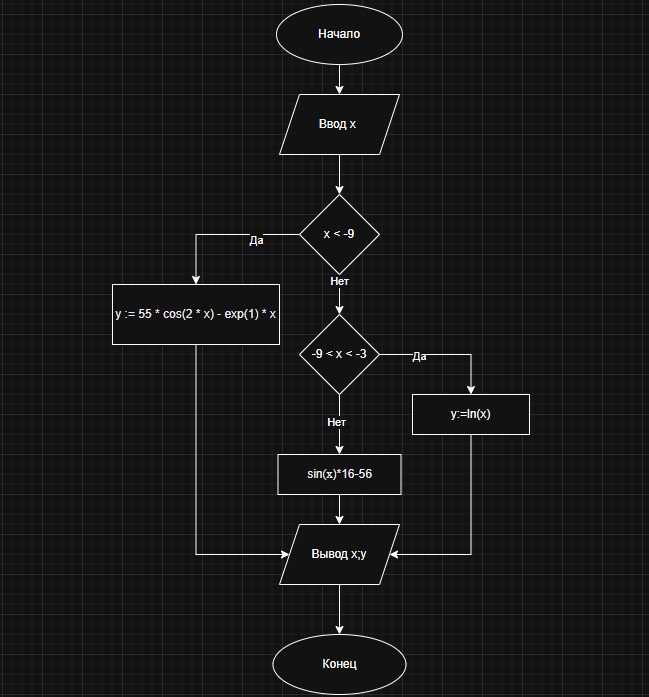 Начало
Ввод x
x < -9
Да
y := 55 * cos(2 * x) - exp(1) * x
Нет
-9 < x < -3
Да
y:=ln(x)
Нет
sin(x)*16-56
Вывод x;y
Конец